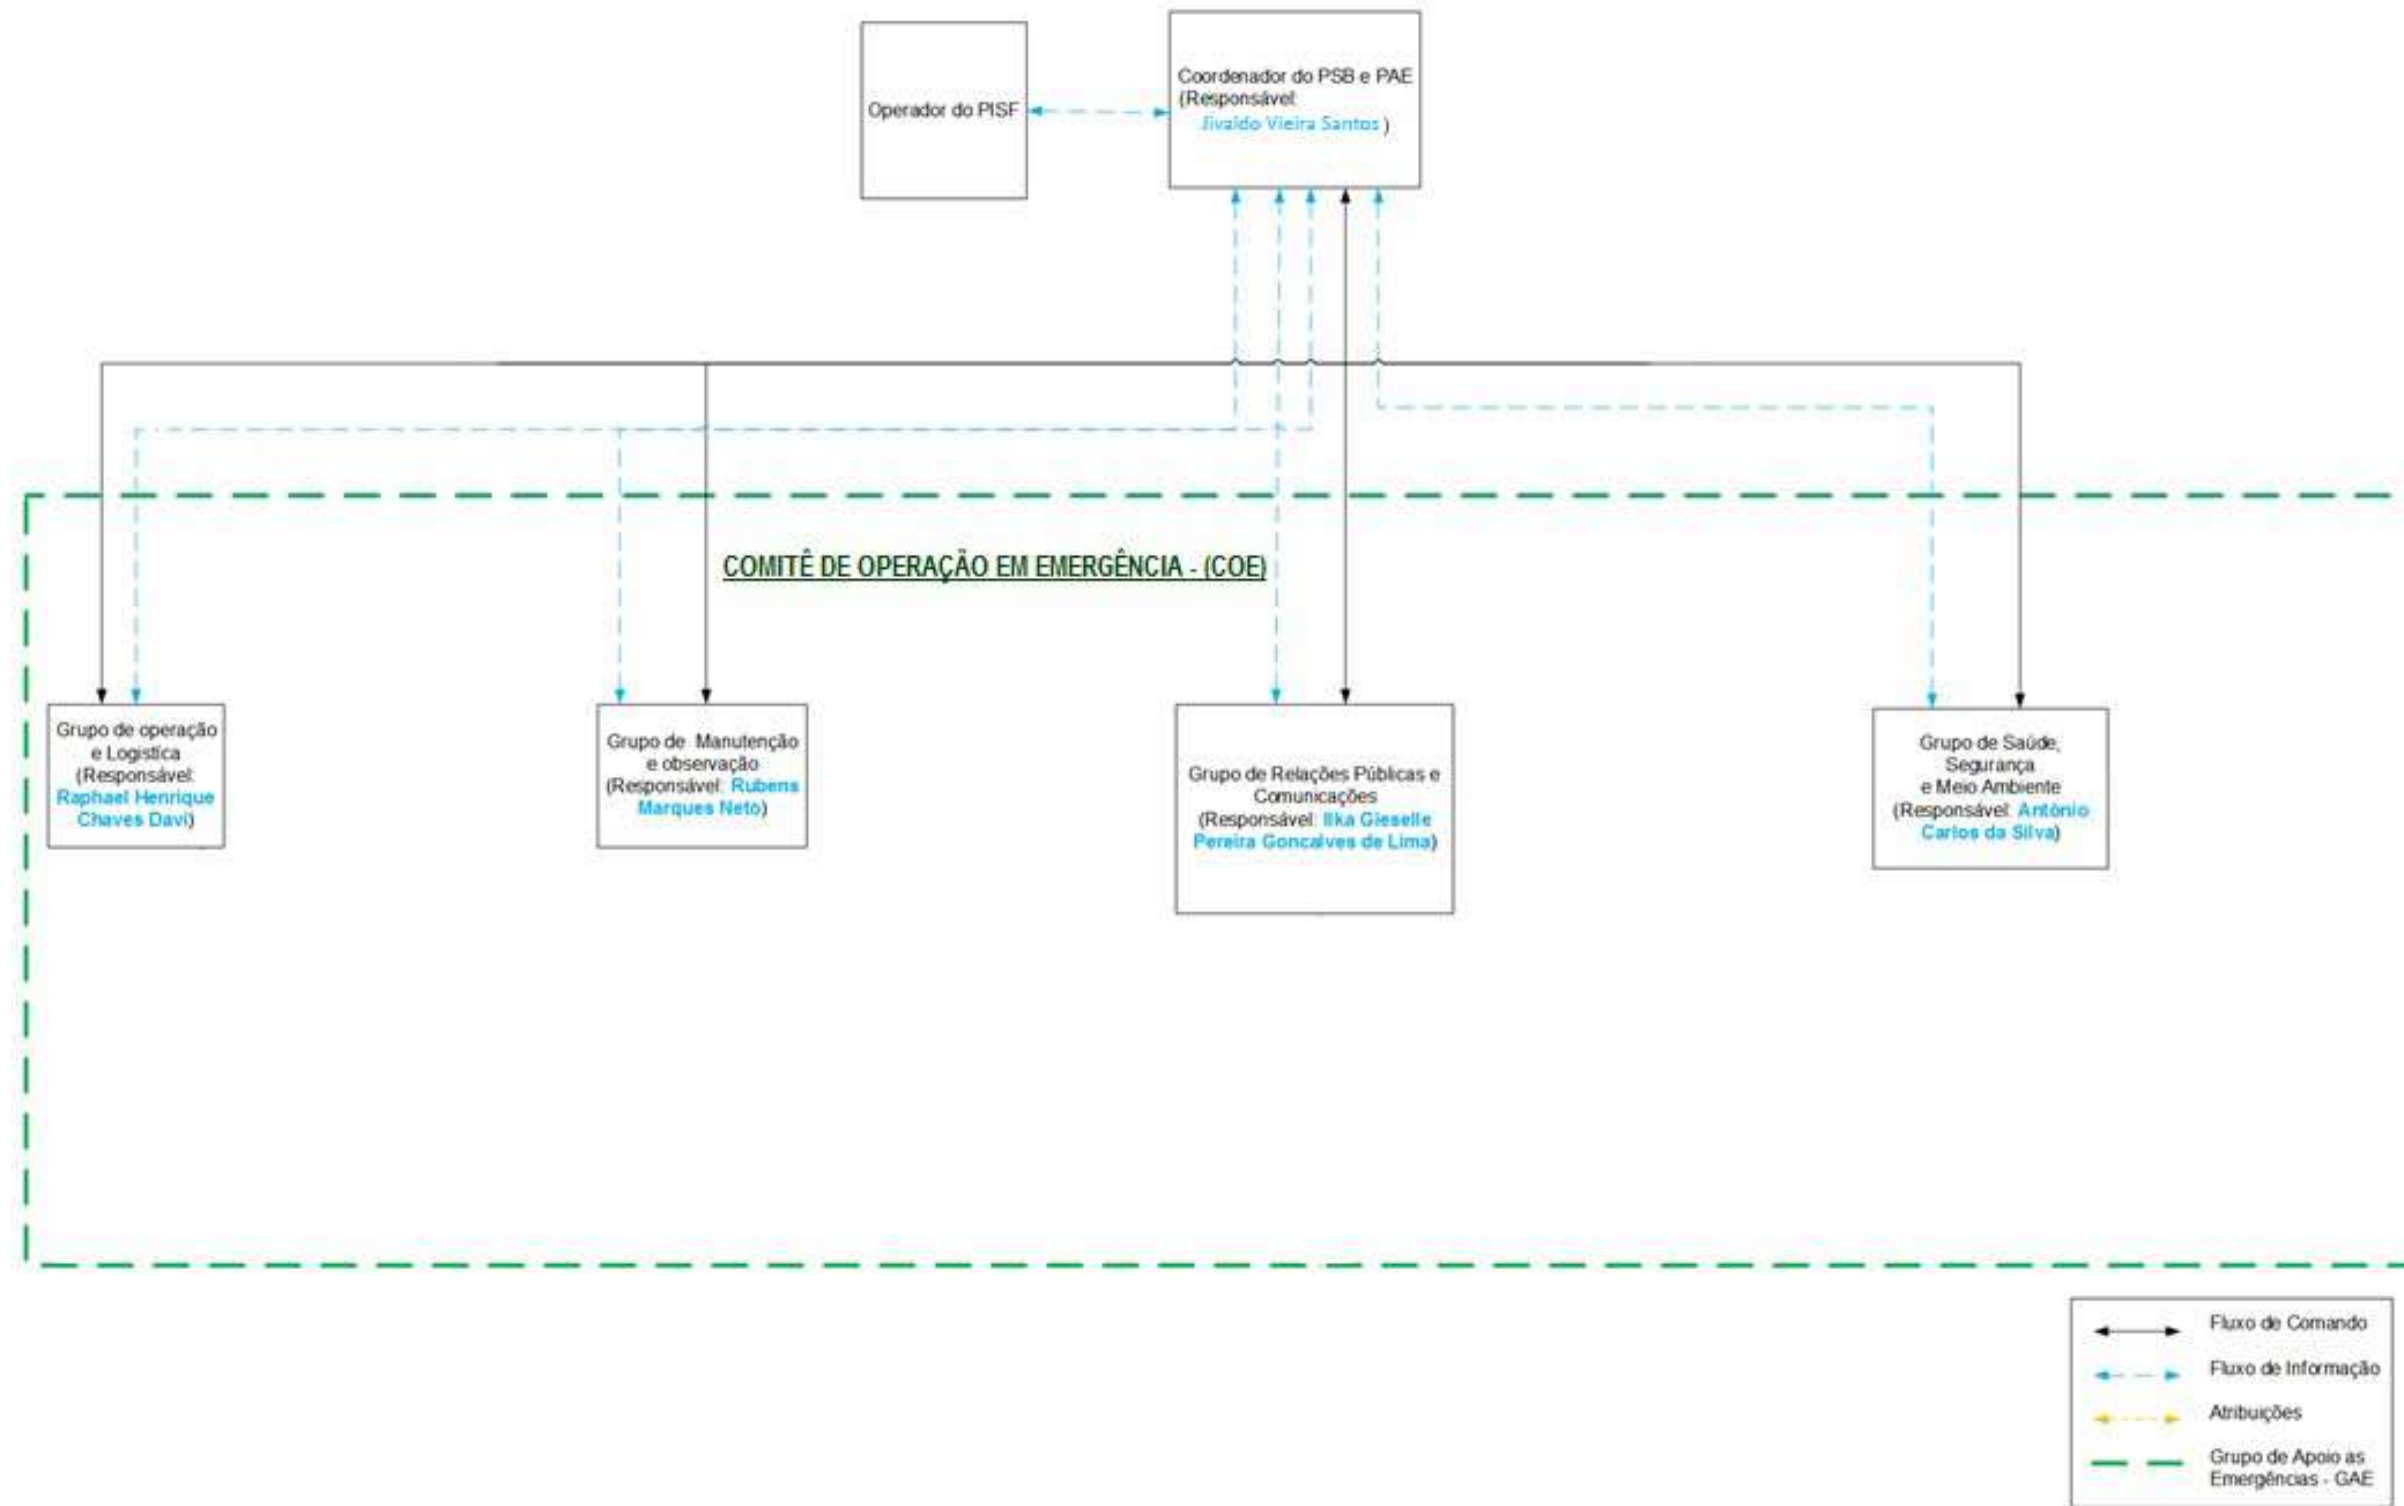 Operador do PISF
Coordenador do PSB e PAE
(Responsável:
Jivaldo Vieira Santos )
COMITÊ DE OPERAÇÃO EM EMERGÊNCIA - (COE)
Grupo de operação
e Logistica
(Responsável:
Raphael Henrique
Chaves Davi)
Grupo de Manutenção
e observação
(Responsável: Rubens
Marques Neto)
Grupo de Relações Públicas e
Comunicações
(Responsável: Ilka Gieselle
Pereira Goncalves de Lima)
Grupo de Saúde,
Segurança
e Meio Ambiente
(Responsável: Antônio
Carlos da Silva)
Fluxo de Comando
Fluxo de Informação
Atribuições
Grupo de Apoio as
Emergências - GAE